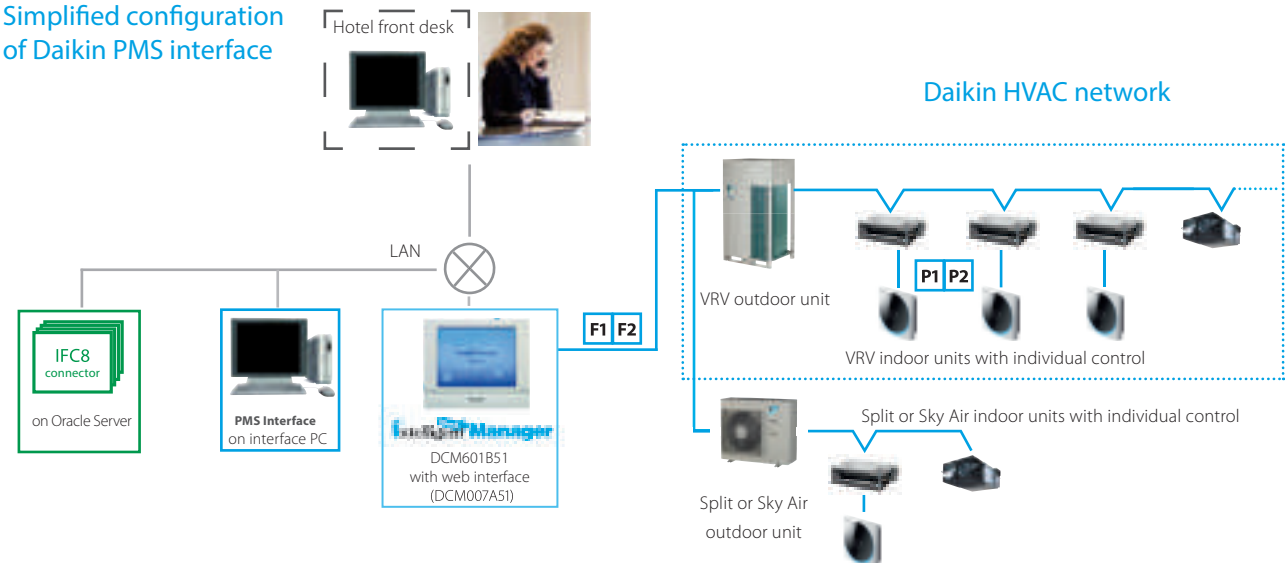 Simplified configuration
of Daikin PMS interface
Hotel front desk
Daikin HVAC network
LAN
F1 F2
VRV outdoor unit
P1 P2
VRV indoor units with individual control
IFC8
connector
on Oracle Server
PMS Interface
on interface PC
Manager
DCM601B51
with web interface
(DCM007A51)
Split or Sky Air indoor units with individual control
Split or Sky Air
outdoor unit